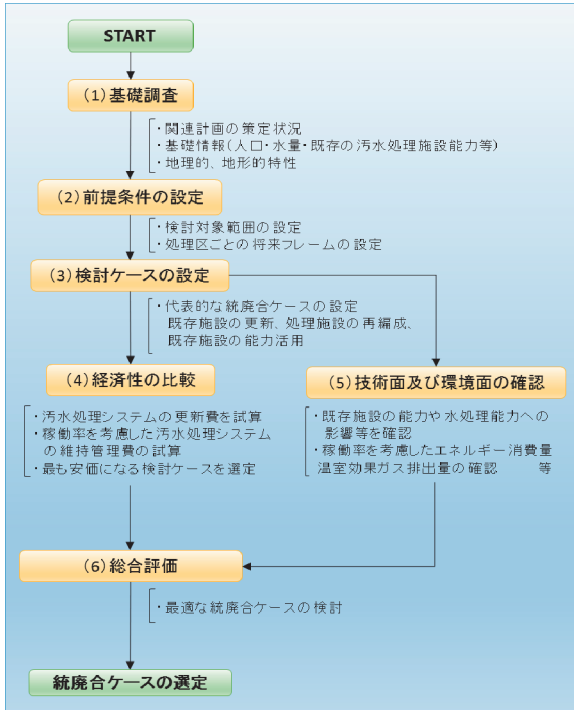 START
(1)基礎調査
・関連計画の策定状況
・基礎情報(人口・水量・既存の汚水処理施設能力等)
・地理的、地形的特性
(2)前提条件の設定
・検討対象範囲の設定
・処理区ごとの将来フレームの設定
(3)検討ケースの設定
・代表的な統廃合ケースの設定
既存施設の更新、処理施設の再編成、
既存施設の能力活用
(4)経済性の比較
・汚水処理システムの更新費を試算
・稼働率を考慮した汚水処理システム
の維持管理費の試算
・最も安価になる検討ケースを選定
(5)技術面及び環境面の確認
・既存施設の能力や水処理能力への
影響等を確認
・稼働率を考慮したエネルギー消費量
温室効果ガス排出量の確認 等
(6)総合評価
・最適な統廃合ケースの検討
統廃合ケースの選定